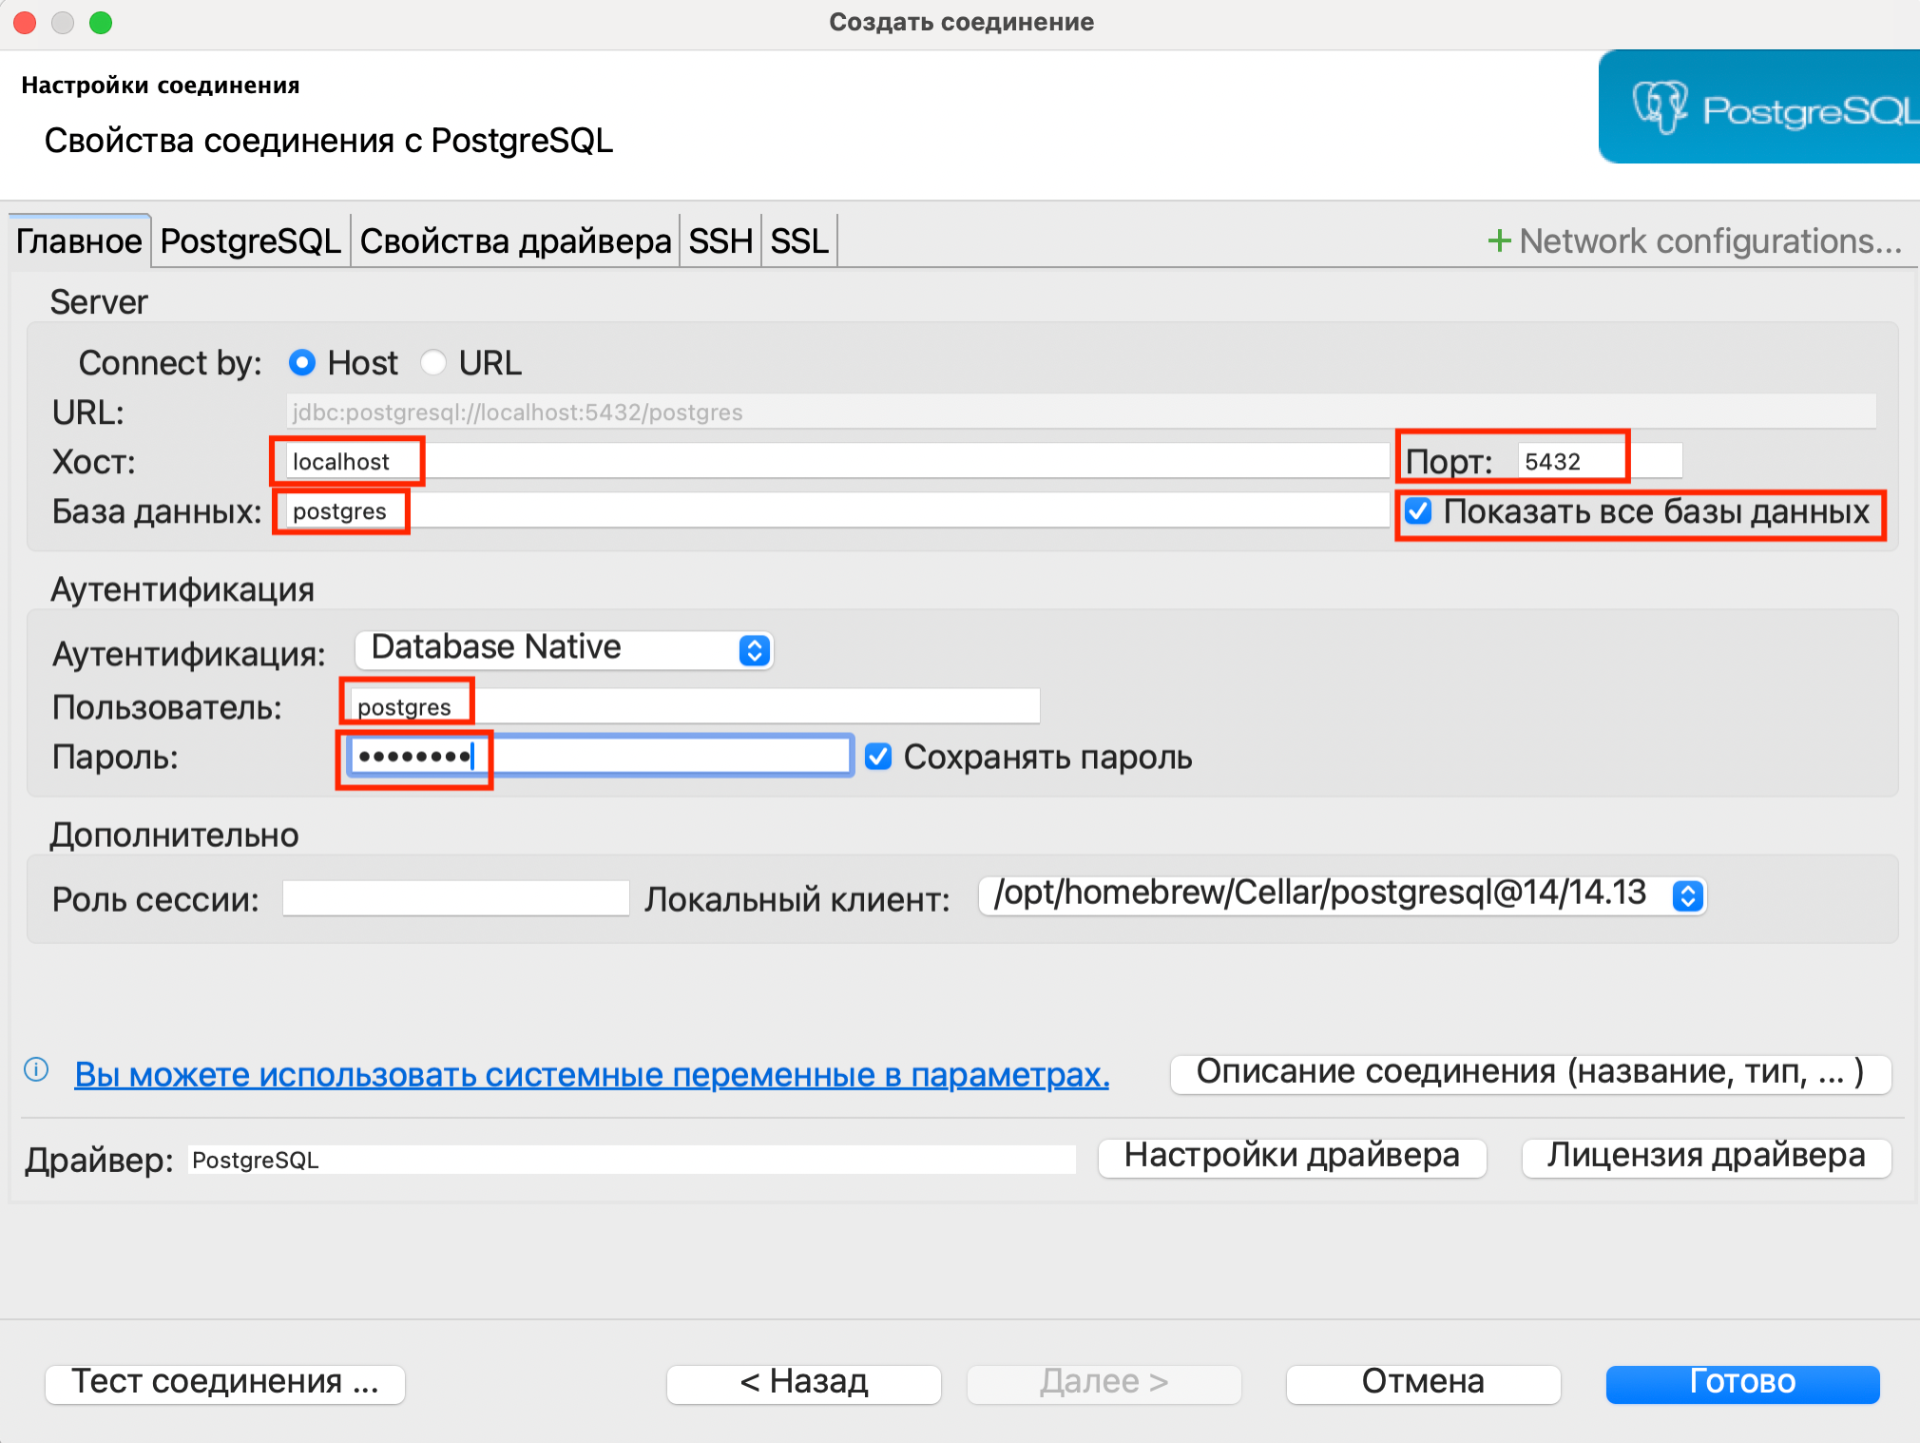 Создать соединение
Настройки соединения
Свойства соединения с PostgreSQL
PostgreSQL
Главное PostgreSQL Свойства драйвера SSH SSL + Network configurations...
Server
Connect by: Host URL
URL: jdbc:postgresql://localhost:5432/postgres
Хост: localhost Порт: 5432
База данных: postgres Показать все базы данных
Аутентификация
Аутентификация: Database Native
Пользователь: postgres
Пароль: •••••••• Сохранять пароль
Дополнительно
Роль сессии: Локальный клиент: /opt/homebrew/Cellar/postgresql@14/14.13
Вы можете использовать системные переменные в параметрах. Описание соединения (название, тип, ... )
Драйвер: PostgreSQL Настройки драйвера Лицензия драйвера
Тест соединения ... < Назад Далее > Отмена Готово